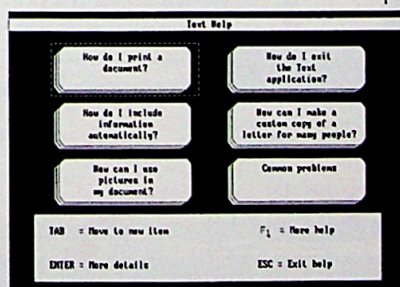 Text Help
How do I print a
document?
How do I exit
the Text
application?
How do I include
information
automatically?
How can I make a
custom copy of a
letter for many people?
How can I use
pictures in
my document?
Common problems
TAB = Move to new item
F1 = More help
ENTER = More details
ESC = Exit help